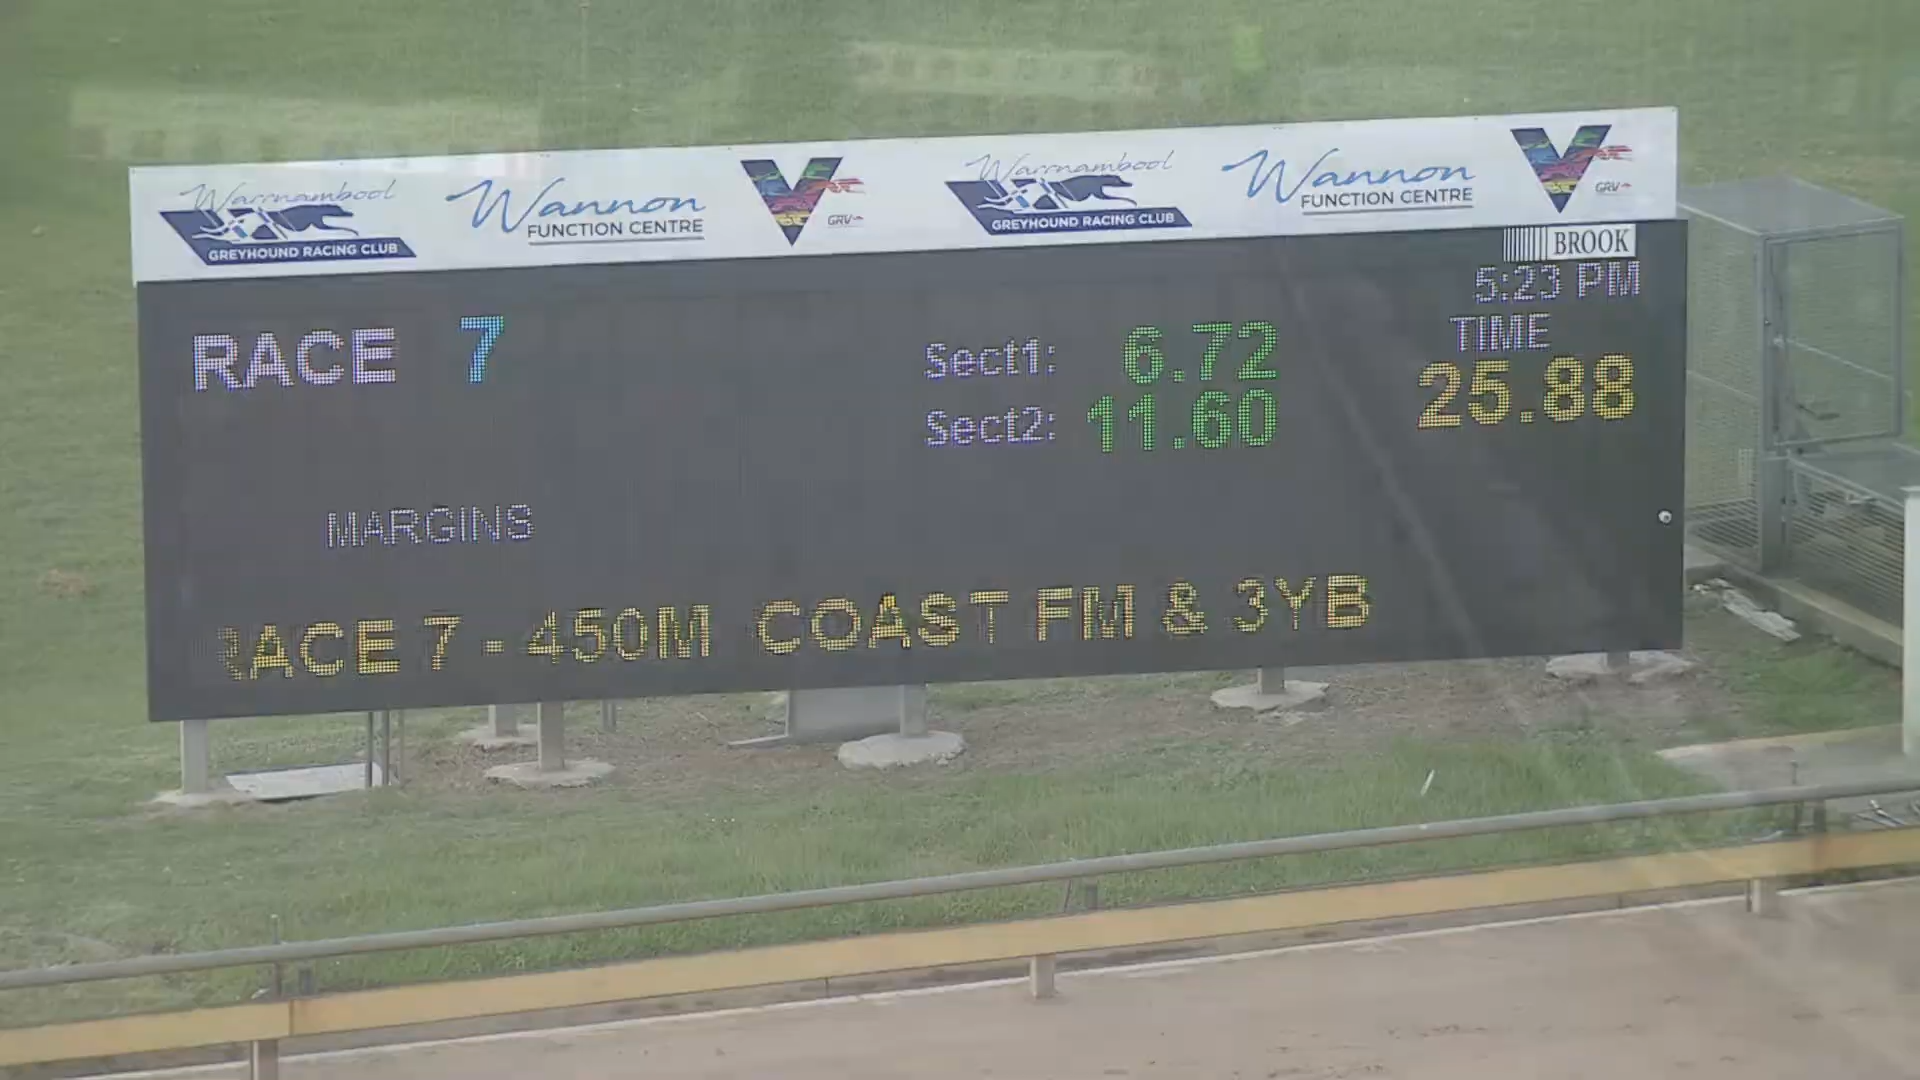 Warrnambool
GREYHOUND RACING CLUB
Wannon
FUNCTION CENTRE
GRV
Warrnambool
GREYHOUND RACING CLUB
Wannon
FUNCTION CENTRE
GRV
BROOK
5:23 PM
RACE 7
Sect1: 6.72
TIME
Sect2: 11.60
25.88
MARGINS
RACE 7 - 450M COAST FM & 3YB